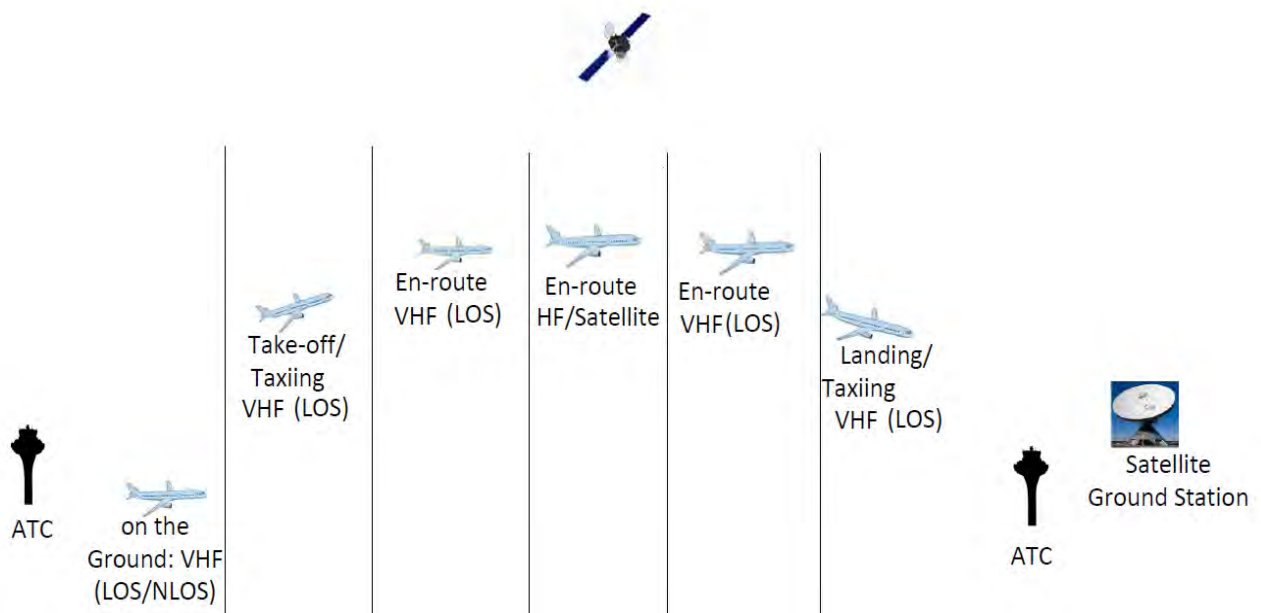 ATC
on the
Ground: VHF
(LOS/NLOS)
Take-off/
Taxiing
VHF (LOS)
En-route
VHF (LOS)
En-route
HF/Satellite
En-route
VHF(LOS)
Landing/
Taxiing
VHF (LOS)
ATC
Satellite
Ground Station